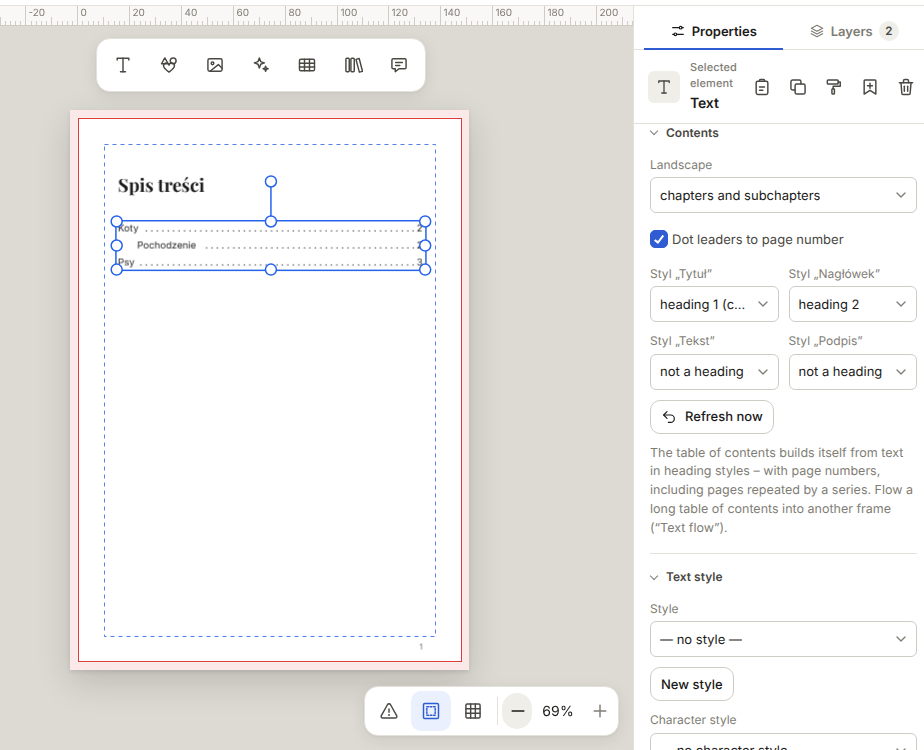 -20 0 20 40 60 80 100 120 140 160 180 200
Properties
Layers 2
Selected
element
Text
Contents
Landscape
chapters and subchapters
Dot leaders to page number
Styl „Tytuł” Styl „Nagłówek”
heading 1 (c... heading 2
Styl „Tekst” Styl „Podpis”
not a heading not a heading
Refresh now
The table of contents builds itself from text
in heading styles – with page numbers,
including pages repeated by a series. Flow a
long table of contents into another frame
(“Text flow”).
Text style
Style
— no style —
New style
Character style
Spis treści
Koty 2
Pochodzenie 2
Psy 3
1
69%